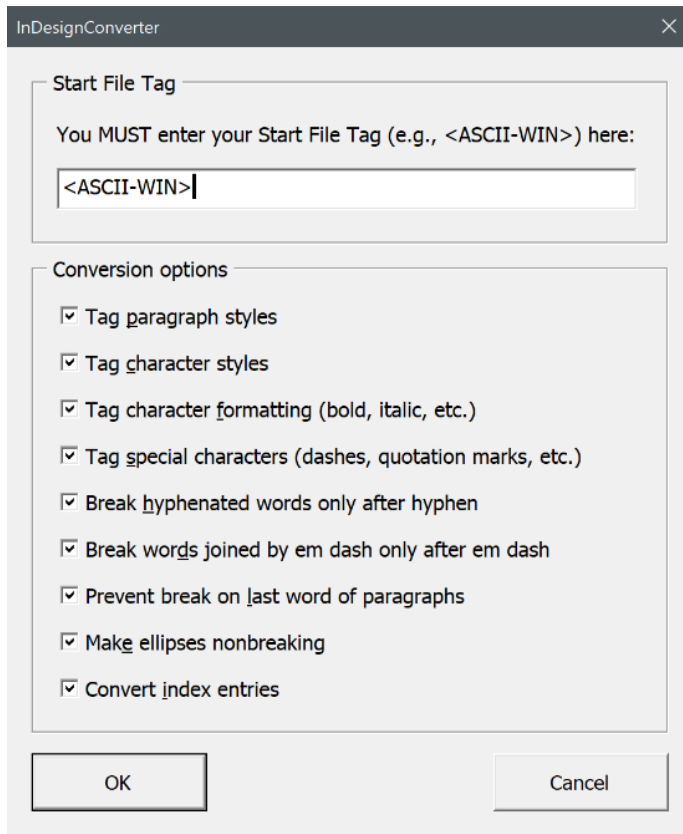 InDesignConverter
Start File Tag
You MUST enter your Start File Tag (e.g., <ASCII-WIN>) here:
<ASCII-WIN>
Conversion options
Tag paragraph styles
Tag character styles
Tag character formatting (bold, italic, etc.)
Tag special characters (dashes, quotation marks, etc.)
Break hyphenated words only after hyphen
Break words joined by em dash only after em dash
Prevent break on last word of paragraphs
Make ellipses nonbreaking
Convert index entries
OK
Cancel